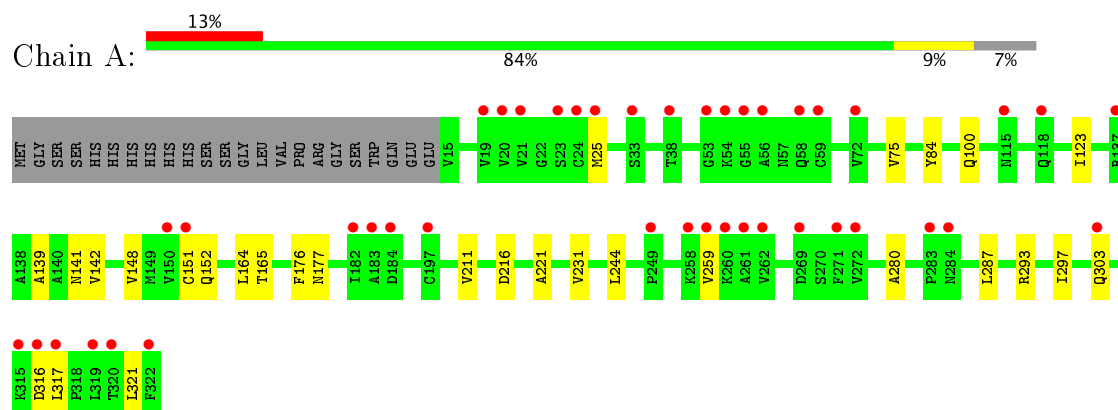 13%
Chain A:
84% 9% 7%
MET GLY SER SER HIS HIS HIS HIS HIS HIS SER SER GLY LEU VAL PRO ARG GLY SER TRP GLN GLU GLU V15 V19 V20 V21 G22 S23 C24 M25 S33 T38 G53 K54 G55 A56 N57 Q58 C59 V72 V75 Y84 Q100 N115 Q118 I123 R137
A138 A139 A140 N141 V142 V148 M149 V150 C151 Q152 L164 T165 F176 N177 I182 A183 D184 C197 V211 D216 A221 V231 L244 P249 K258 V259 K260 A261 V262 D269 S270 F271 V272 A280 P283 N284 L287 R293 I297 Q303
K315 D316 L317 P318 L319 T320 L321 F322